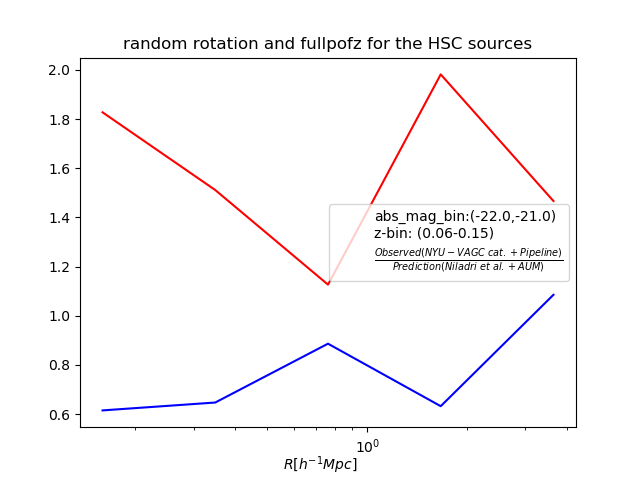 random rotation and fullpofz for the HSC sources
2.0
1.8
1.6
1.4
1.2
1.0
0.8
0.6
abs_mag_bin:(-22.0,-21.0)
z-bin: (0.06-0.15)
Observed(NYU−VAGC cat.+Pipeline)
Prediction(Niladri et al.+AUM)
10⁰
R[h⁻¹Mpc]